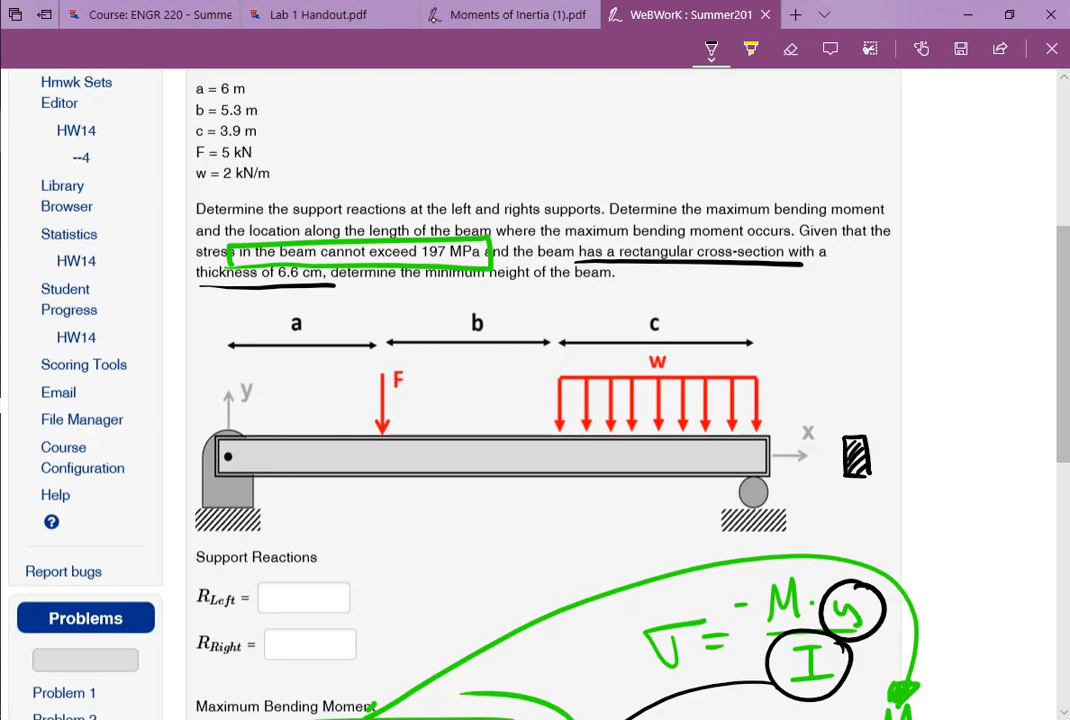 Course: ENGR 220 - Summe
Lab 1 Handout.pdf
Moments of Inertia (1).pdf
WeBWorK : Summer201
Hmwk Sets
Editor
HW14
--4
Library
Browser
Statistics
HW14
Student
Progress
HW14
Scoring Tools
Email
File Manager
Course
Configuration
Help
?
Report bugs
Problems
Problem 1
a = 6 m
b = 5.3 m
c = 3.9 m
F = 5 kN
w = 2 kN/m
Determine the support reactions at the left and rights supports. Determine the maximum bending moment
and the location along the length of the beam where the maximum bending moment occurs. Given that the
stress in the beam cannot exceed 197 MPa and the beam has a rectangular cross-section with a
thickness of 6.6 cm, determine the minimum height of the beam.
a b c
w
F
y
x
Support Reactions
R_Left =
R_Right =
σ = -M·y / I
Maximum Bending Moment